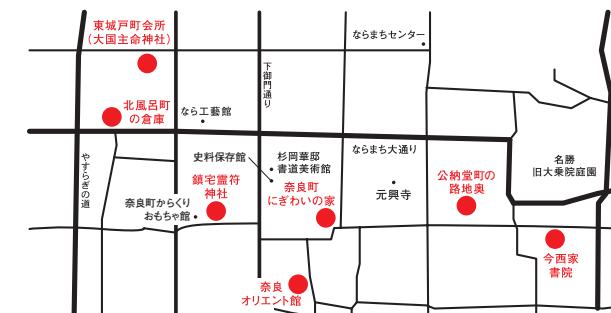 東城戸町会所
(大国主命神社)
ならまちセンター
下御門通り
北風呂町
の倉庫
なら工藝館
やすらぎの道
史料保存館
杉岡華邨
書道美術館
ならまち大通り
名勝
旧大乗院庭園
鎮宅霊符
神社
奈良町
にぎわいの家
元興寺
公納堂町の
路地奥
奈良町からくり
おもちゃ館
今西家
書院
奈良
オリエント館